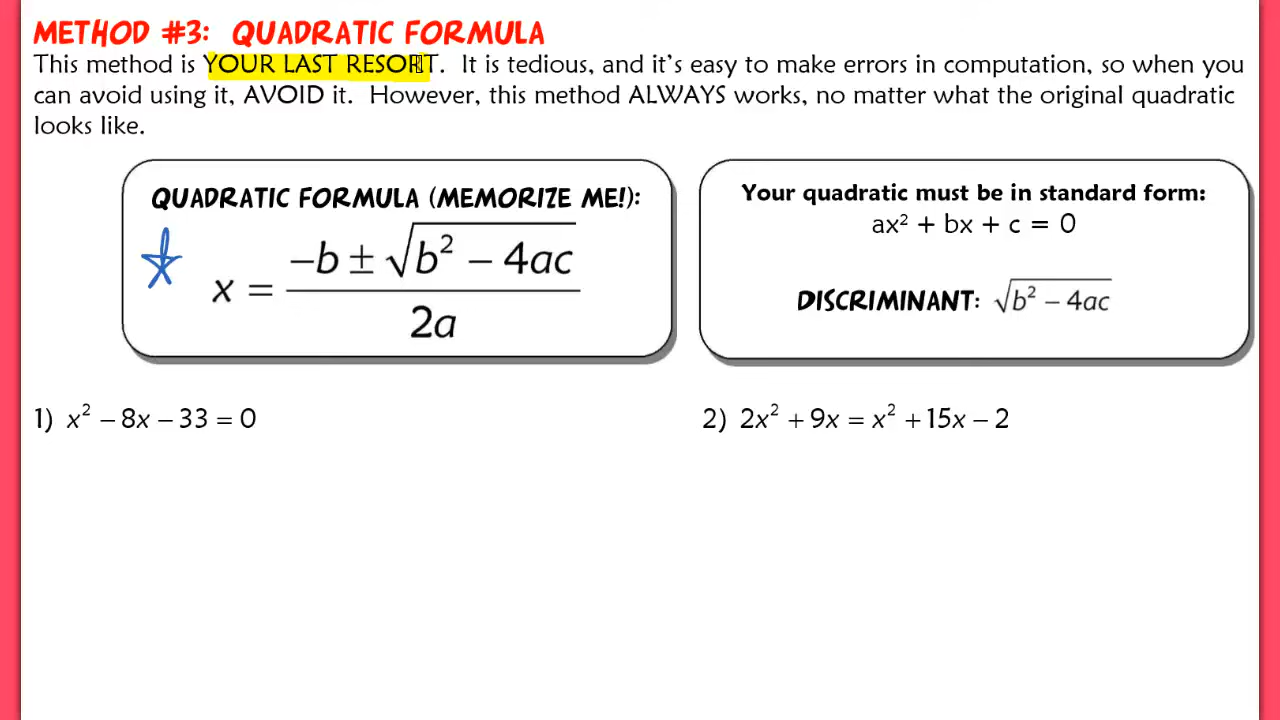 METHOD #3: QUADRATIC FORMULA
This method is YOUR LAST RESORT. It is tedious, and it's easy to make errors in computation, so when you
can avoid using it, AVOID it. However, this method ALWAYS works, no matter what the original quadratic
looks like.
QUADRATIC FORMULA (MEMORIZE ME!):
x = (−b ± √(b² − 4ac)) / 2a
Your quadratic must be in standard form:
ax² + bx + c = 0
DISCRIMINANT: √(b² − 4ac)
1) x² − 8x − 33 = 0
2) 2x² + 9x = x² + 15x − 2